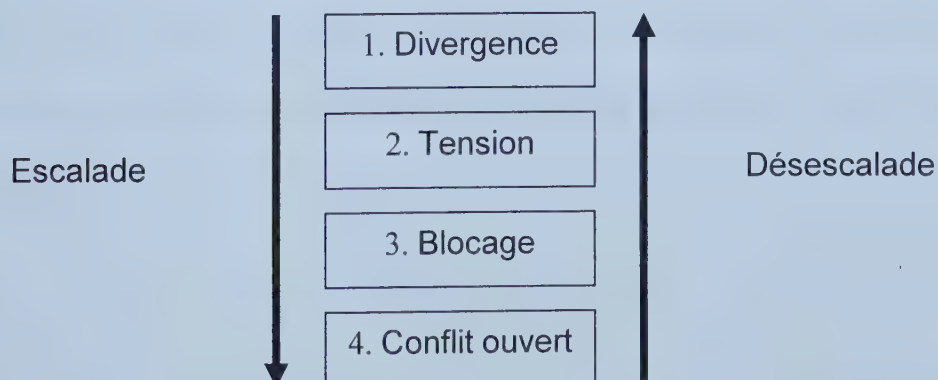 1. Divergence
2. Tension
Escalade
Désescalade
3. Blocage
4. Conflit ouvert